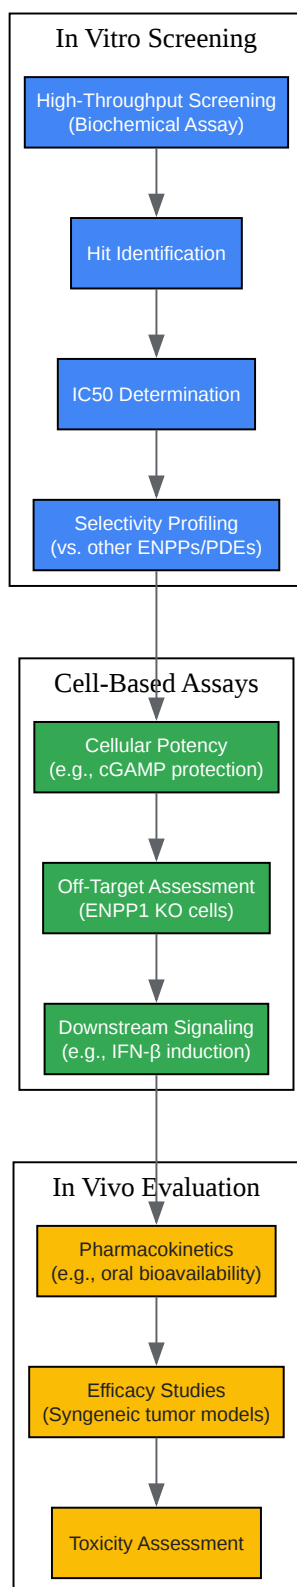 In Vitro Screening
High-Throughput Screening
(Biochemical Assay)
Hit Identification
IC50 Determination
Selectivity Profiling
(vs. other ENPPs/PDEs)
Cell-Based Assays
Cellular Potency
(e.g., cGAMP protection)
Off-Target Assessment
(ENPP1 KO cells)
Downstream Signaling
(e.g., IFN-β induction)
In Vivo Evaluation
Pharmacokinetics
(e.g., oral bioavailability)
Efficacy Studies
(Syngeneic tumor models)
Toxicity Assessment